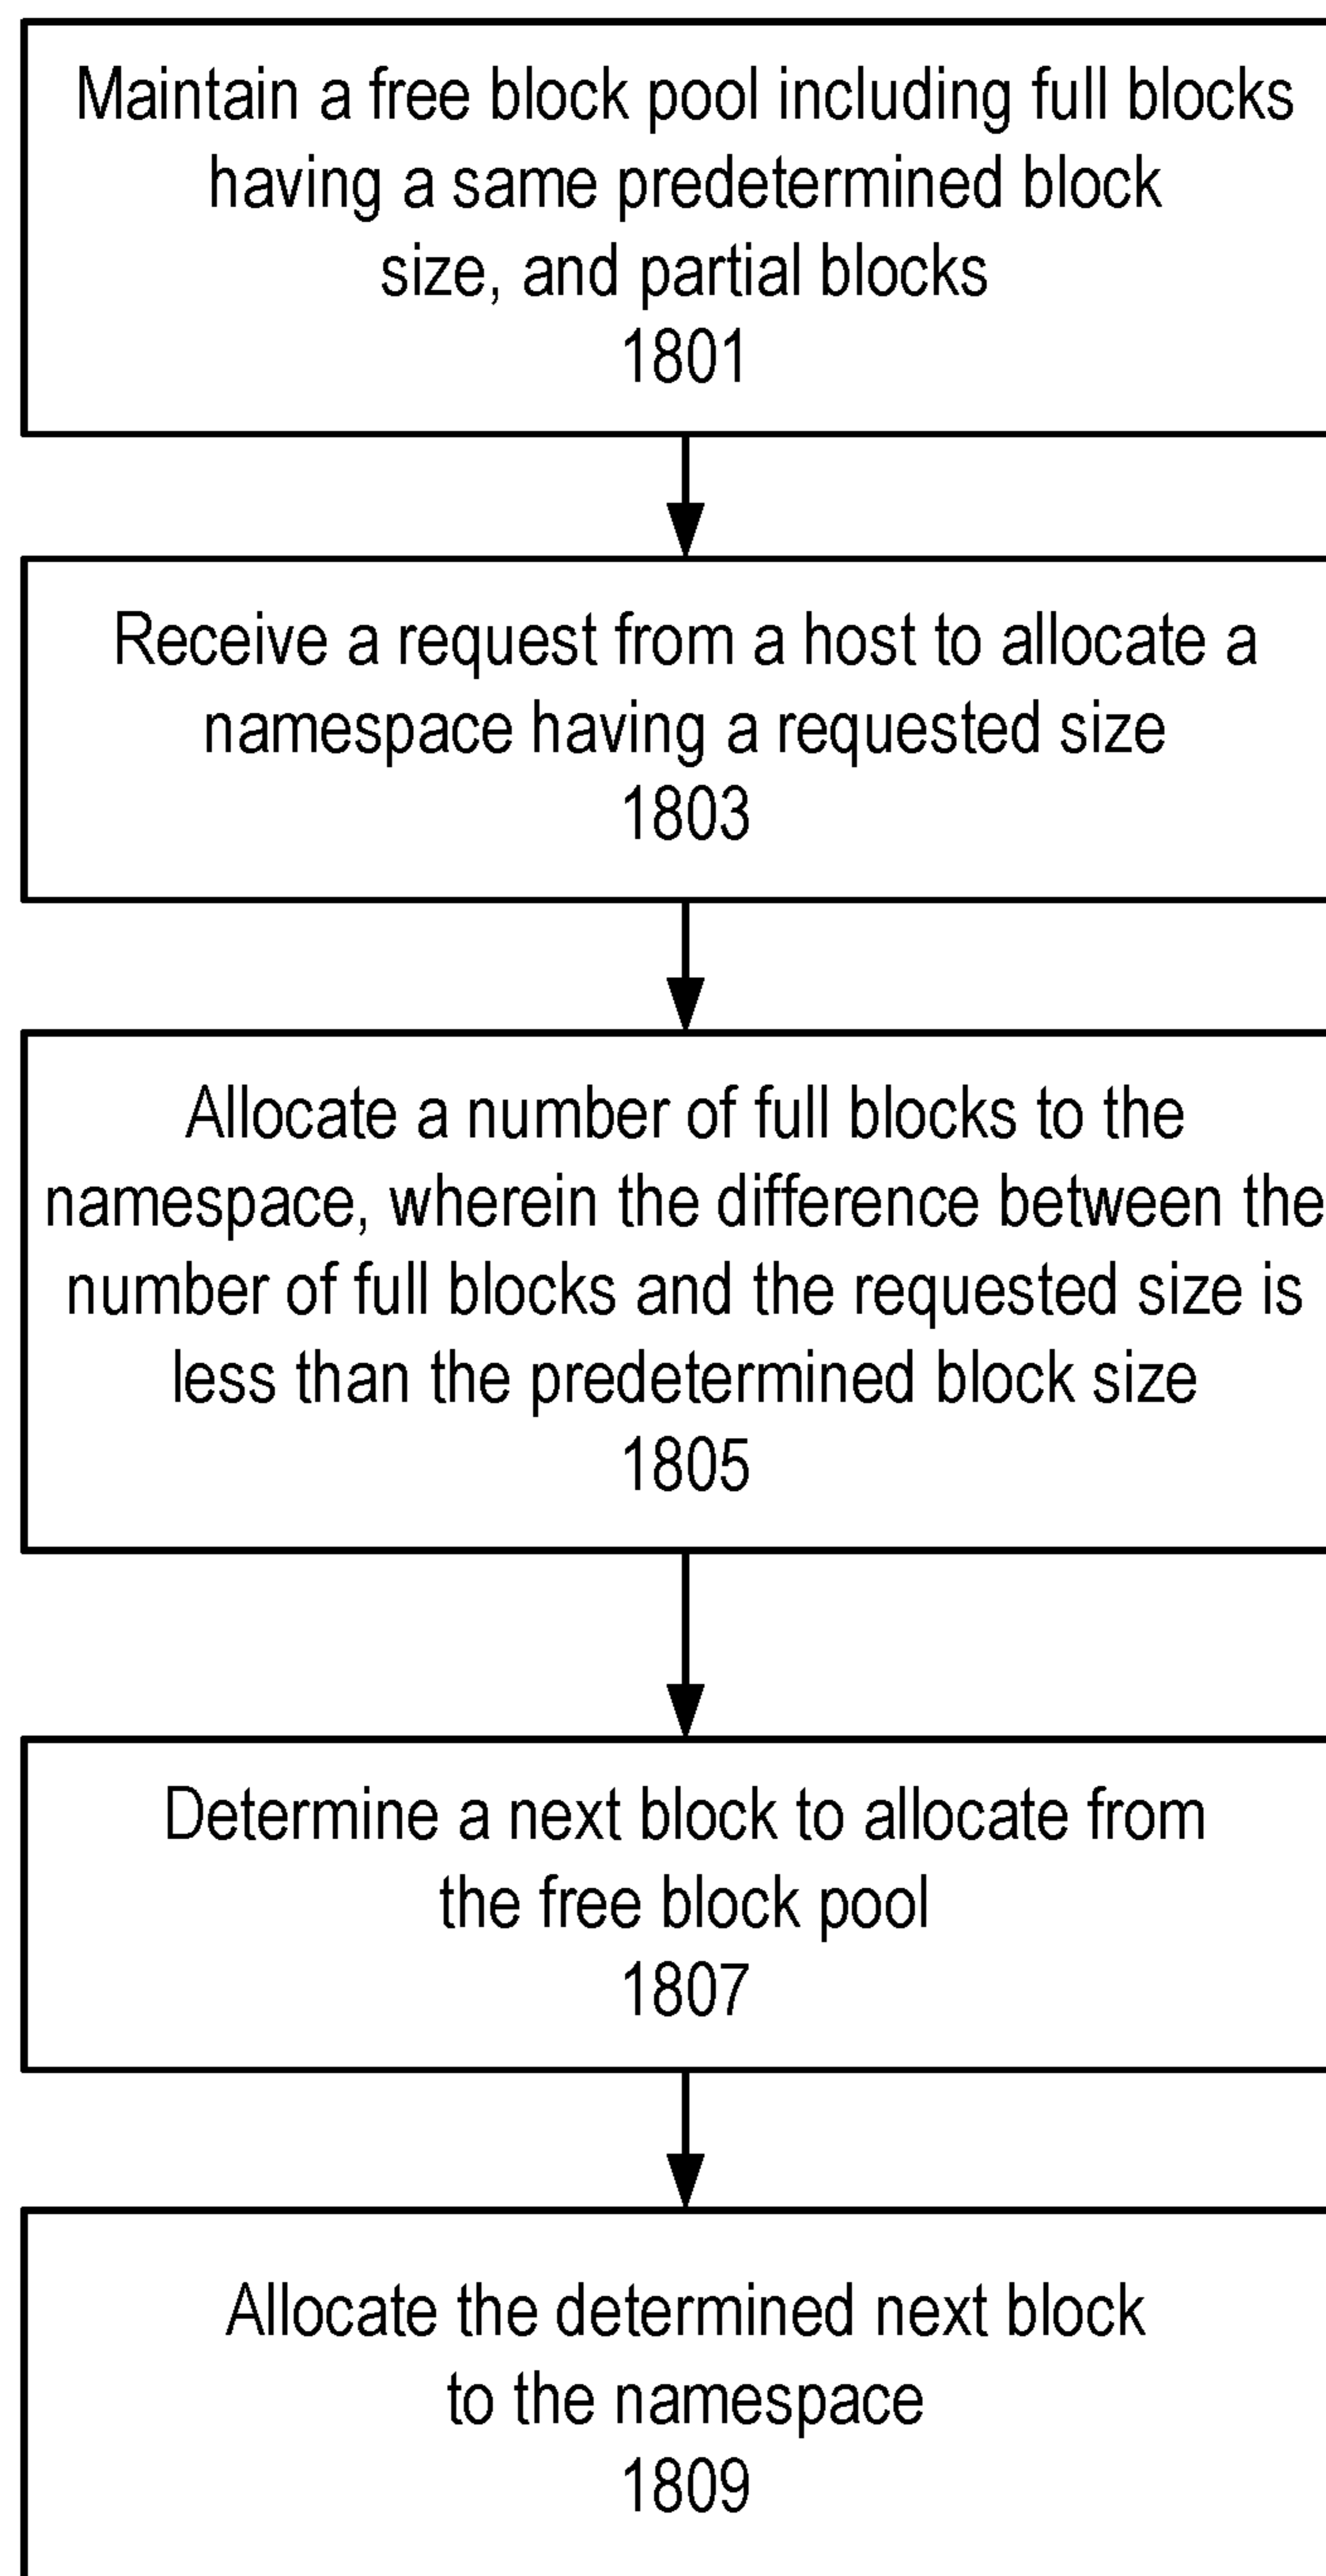 Maintain a free block pool including full blocks
having a same predetermined block
size, and partial blocks
1801
Receive a request from a host to allocate a
namespace having a requested size
1803
Allocate a number of full blocks to the
namespace, wherein the difference between the
number of full blocks and the requested size is
less than the predetermined block size
1805
Determine a next block to allocate from
the free block pool
1807
Allocate the determined next block
to the namespace
1809